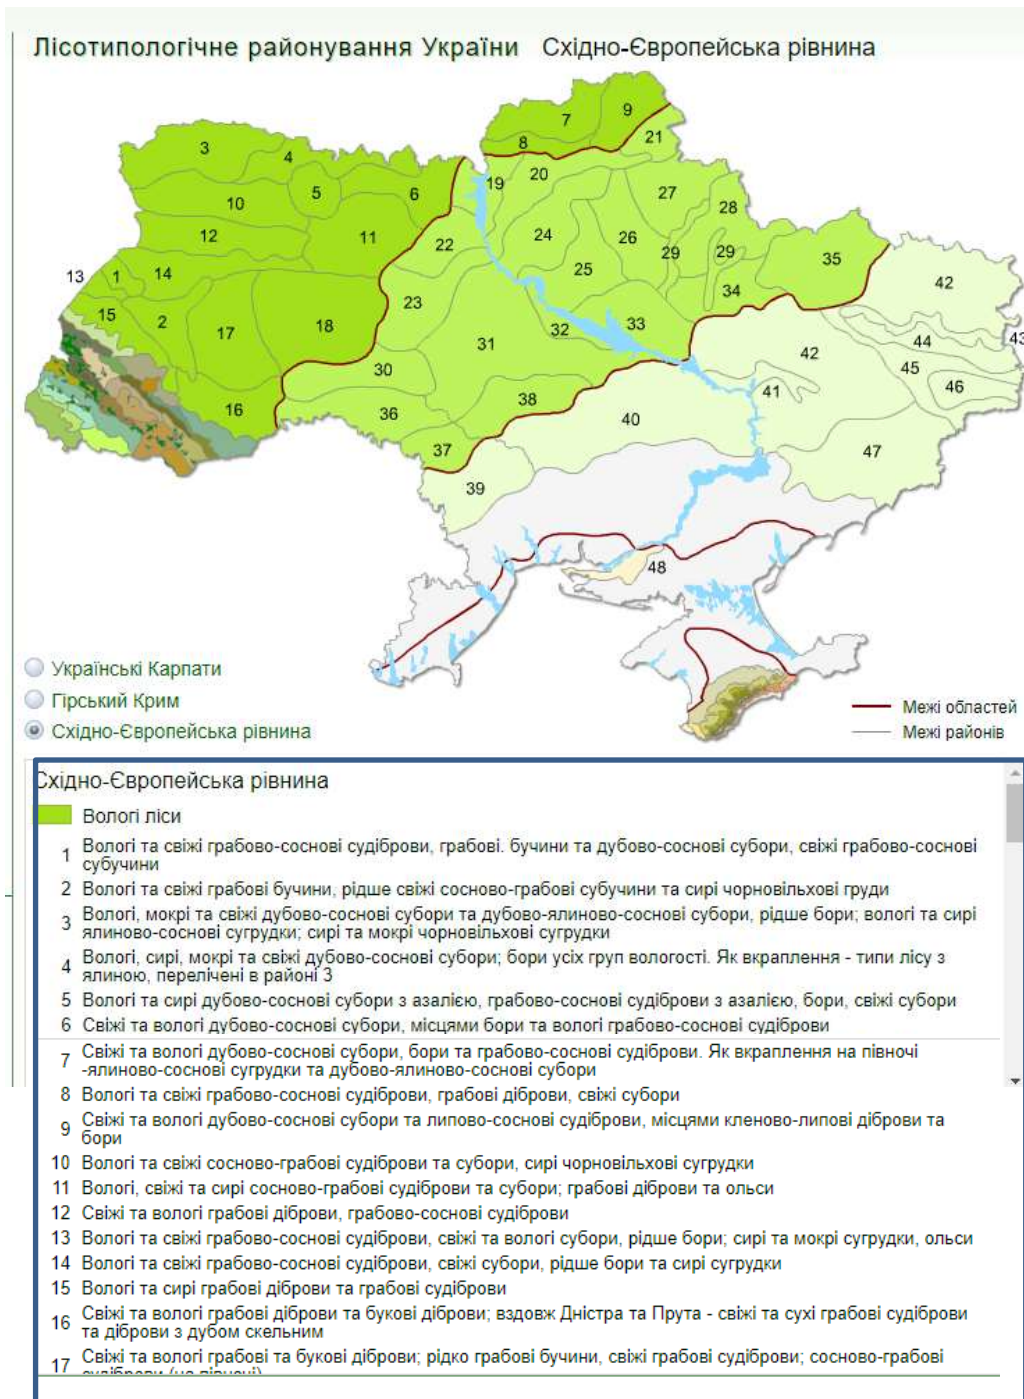 Лісотипологічне районування України Східно-Європейська рівнина
3
4
5
6
7
8
9
10
11
12
13
1
14
15
2
16
17
18
19
20
21
22
23
24
25
26
27
28
29
29
30
31
32
33
34
35
36
37
38
39
40
41
42
42
43
44
45
46
47
48
Українські Карпати
Гірський Крим
Східно-Європейська рівнина
Межі областей
Межі районів
Східно-Європейська рівнина
Вологі ліси
1 Вологі та свіжі грабово-соснові судіброви, грабові. бучини та дубово-соснові субори, свіжі грабово-соснові
субучини
2 Вологі та свіжі грабові бучини, рідше свіжі сосново-грабові субучини та сирі чорновільхові груди
3 Вологі, мокрі та свіжі дубово-соснові субори та дубово-ялиново-соснові субори, рідше бори; вологі та сирі
ялиново-соснові сугрудки; сирі та мокрі чорновільхові сугрудки
4 Вологі, сирі, мокрі та свіжі дубово-соснові субори; бори усіх груп вологості. Як вкраплення - типи лісу з
ялиною, перелічені в районі 3
5 Вологі та сирі дубово-соснові субори з азалією, грабово-соснові судіброви з азалією, бори, свіжі субори
6 Свіжі та вологі дубово-соснові субори, місцями бори та вологі грабово-соснові судіброви
7 Свіжі та вологі дубово-соснові субори, бори та грабово-соснові судіброви. Як вкраплення на півночі
-ялиново-соснові сугрудки та дубово-ялиново-соснові субори
8 Вологі та свіжі грабово-соснові судіброви, грабові діброви, свіжі субори
9 Свіжі та вологі дубово-соснові субори та липово-соснові судіброви, місцями кленово-липові діброви та
бори
10 Вологі та свіжі сосново-грабові судіброви та субори, сирі чорновільхові сугрудки
11 Вологі, свіжі та сирі сосново-грабові судіброви та субори; грабові діброви та ольси
12 Свіжі та вологі грабові діброви, грабово-соснові судіброви
13 Вологі та свіжі грабово-соснові судіброви, свіжі та вологі субори, рідше бори; сирі та мокрі сугрудки, ольси
14 Вологі та свіжі грабово-соснові судіброви, свіжі субори, рідше бори та сирі сугрудки
15 Вологі та сирі грабові діброви та грабові судіброви
16 Свіжі та вологі грабові діброви та букові діброви; вздовж Дністра та Прута - свіжі та сухі грабові судіброви
та діброви з дубом скельним
17 Свіжі та вологі грабові та букові діброви; рідко грабові бучини, свіжі грабові судіброви; сосново-грабові
судіброви (на півночі)